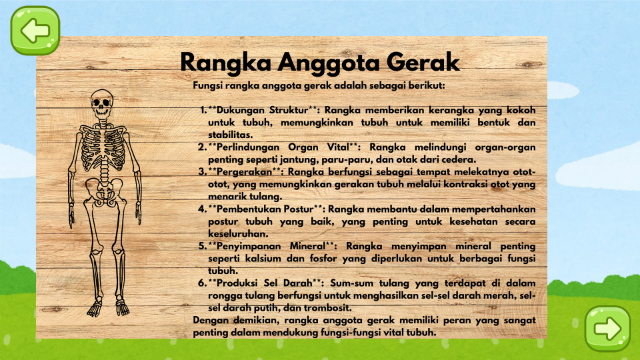 Rangka Anggota Gerak
Fungsi rangka anggota gerak adalah sebagai berikut:
1.**Dukungan Struktur**: Rangka memberikan kerangka yang kokoh
untuk tubuh, memungkinkan tubuh untuk memiliki bentuk dan
stabilitas.
2.**Perlindungan Organ Vital**: Rangka melindungi organ-organ
penting seperti jantung, paru-paru, dan otak dari cedera.
3.**Pergerakan**: Rangka berfungsi sebagai tempat melekatnya otot-
otot, yang memungkinkan gerakan tubuh melalui kontraksi otot yang
menarik tulang.
4.**Pembentukan Postur**: Rangka membantu dalam mempertahankan
postur tubuh yang baik, yang penting untuk kesehatan secara
keseluruhan.
5.**Penyimpanan Mineral**: Rangka menyimpan mineral penting
seperti kalsium dan fosfor yang diperlukan untuk berbagai fungsi
tubuh.
6.**Produksi Sel Darah**: Sum-sum tulang yang terdapat di dalam
rongga tulang berfungsi untuk menghasilkan sel-sel darah merah, sel-
sel darah putih, dan trombosit.
Dengan demikian, rangka anggota gerak memiliki peran yang sangat
penting dalam mendukung fungsi-fungsi vital tubuh.